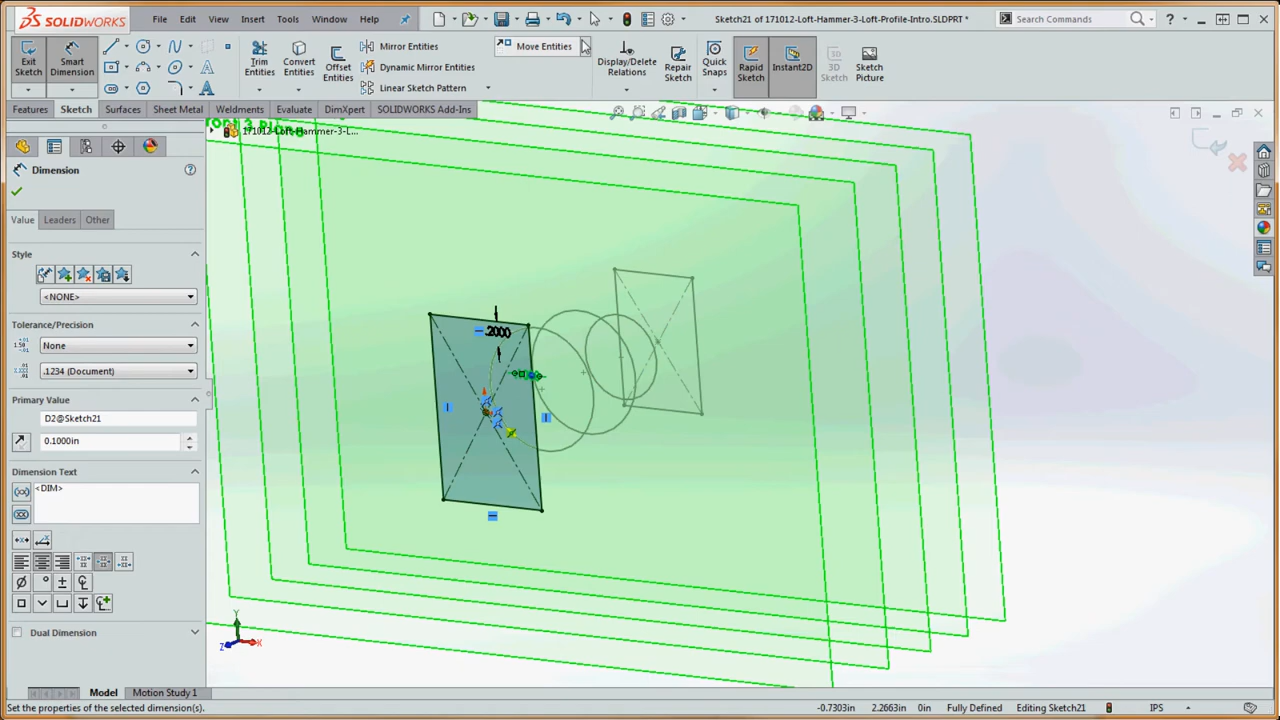 SOLIDWORKS
File Edit View Insert Tools Window Help
Sketch21 of 171012-Loft-Hammer-3-Loft-Profile-Intro.SLDPRT *
Search Commands
Exit Sketch
Smart Dimension
Trim Entities
Convert Entities
Offset Entities
Mirror Entities
Dynamic Mirror Entities
Linear Sketch Pattern
Move Entities
Display/Delete Relations
Repair Sketch
Quick Snaps
Rapid Sketch
Instant2D
3D Sketch
Sketch Picture
Features Sketch Surfaces Sheet Metal Weldments Evaluate DimXpert SOLIDWORKS Add-Ins
171012-Loft-Hammer-3-L...
Dimension
Value Leaders Other
Style
<NONE>
Tolerance/Precision
None
.1234 (Document)
Primary Value
D2@Sketch21
0.1000in
Dimension Text
<DIM>
Dual Dimension
.2000
Y
X
Z
Model Motion Study 1
Set the properties of the selected dimension(s).
-0.7303in 2.2663in 0in Fully Defined Editing Sketch21 IPS